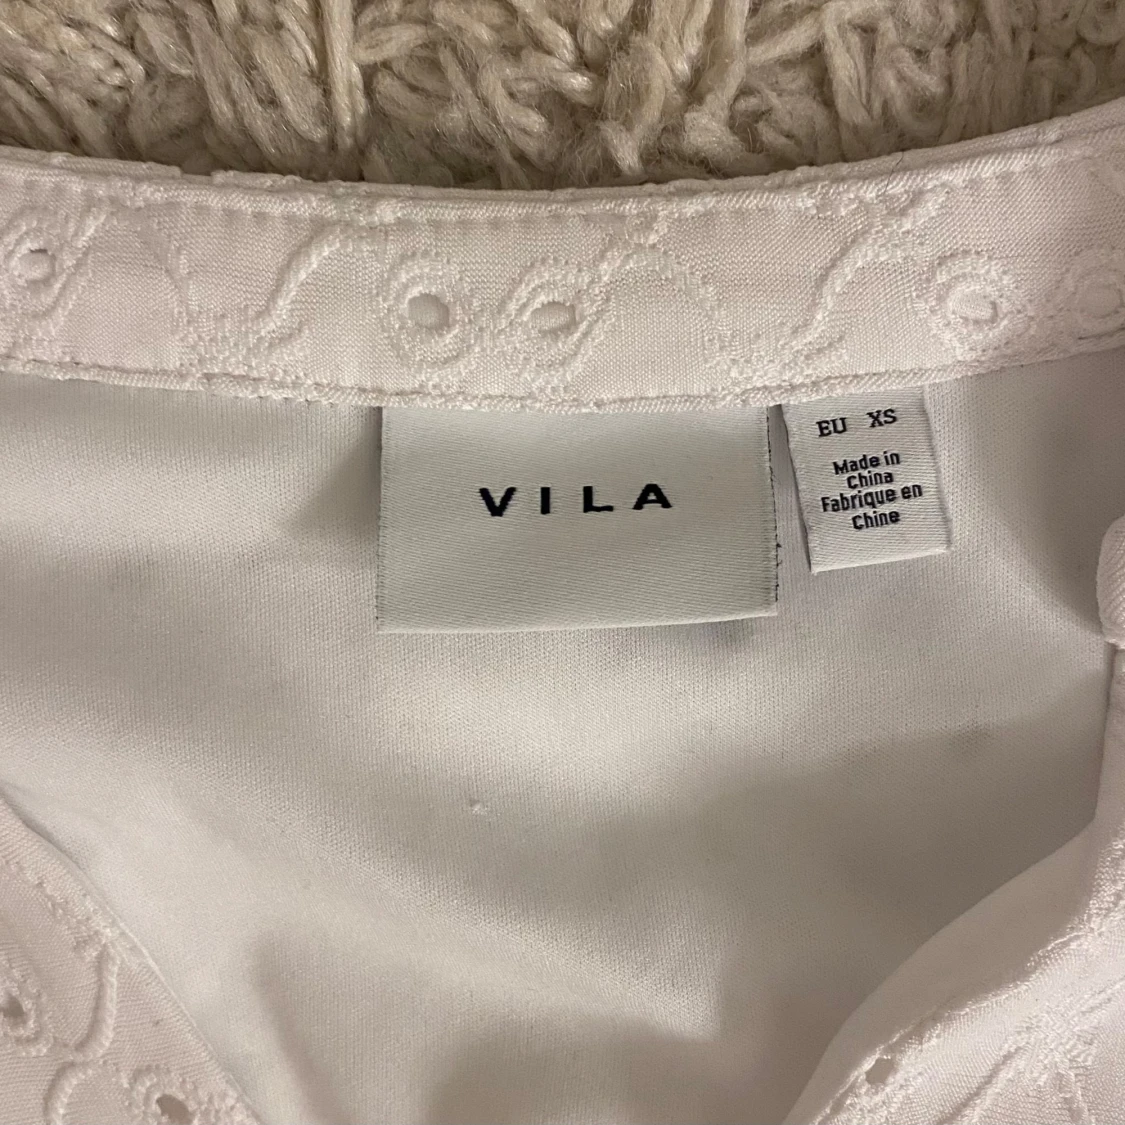 VILA
EU XS
Made in
China
Fabrique en
Chine